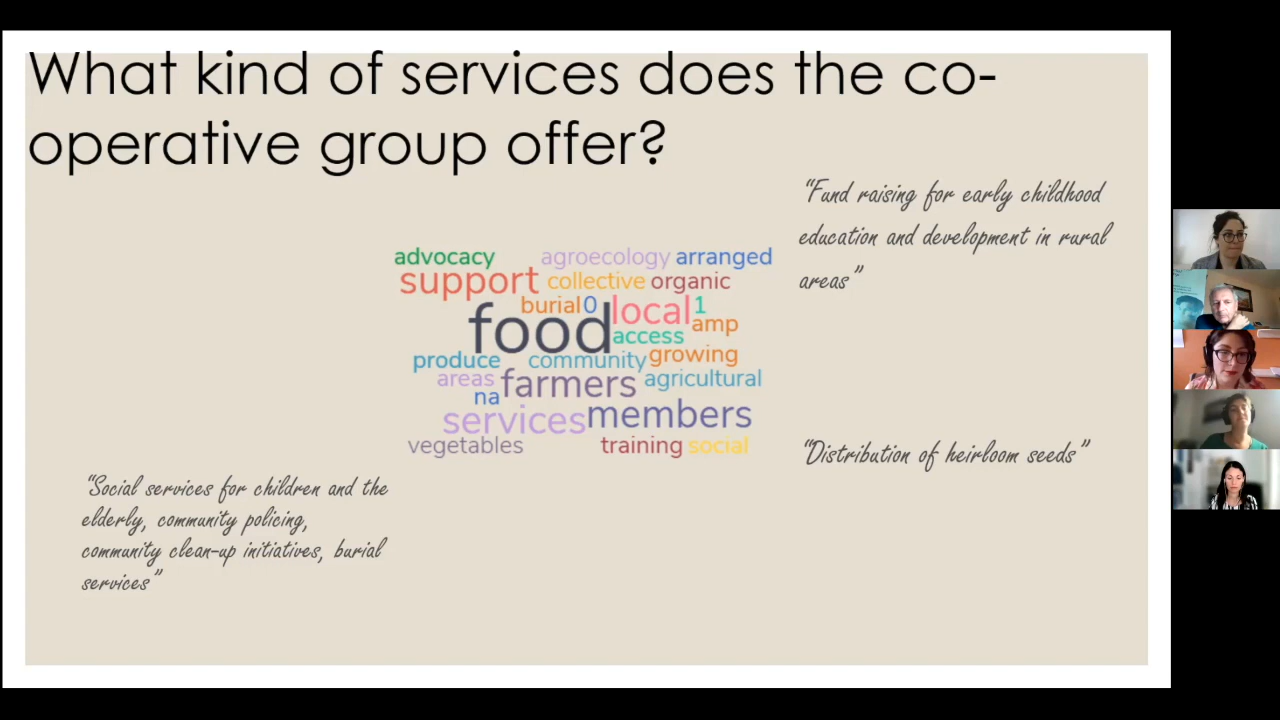 What kind of services does the co-
operative group offer?
“Fund raising for early childhood
education and development in rural
areas”
advocacy agroecology arranged
support collective organic
burial 0 local 1
food access amp
produce community growing
areas farmers agricultural
na
services members
vegetables training social
“Distribution of heirloom seeds”
“Social services for children and the
elderly, community policing,
community clean-up initiatives, burial
services”